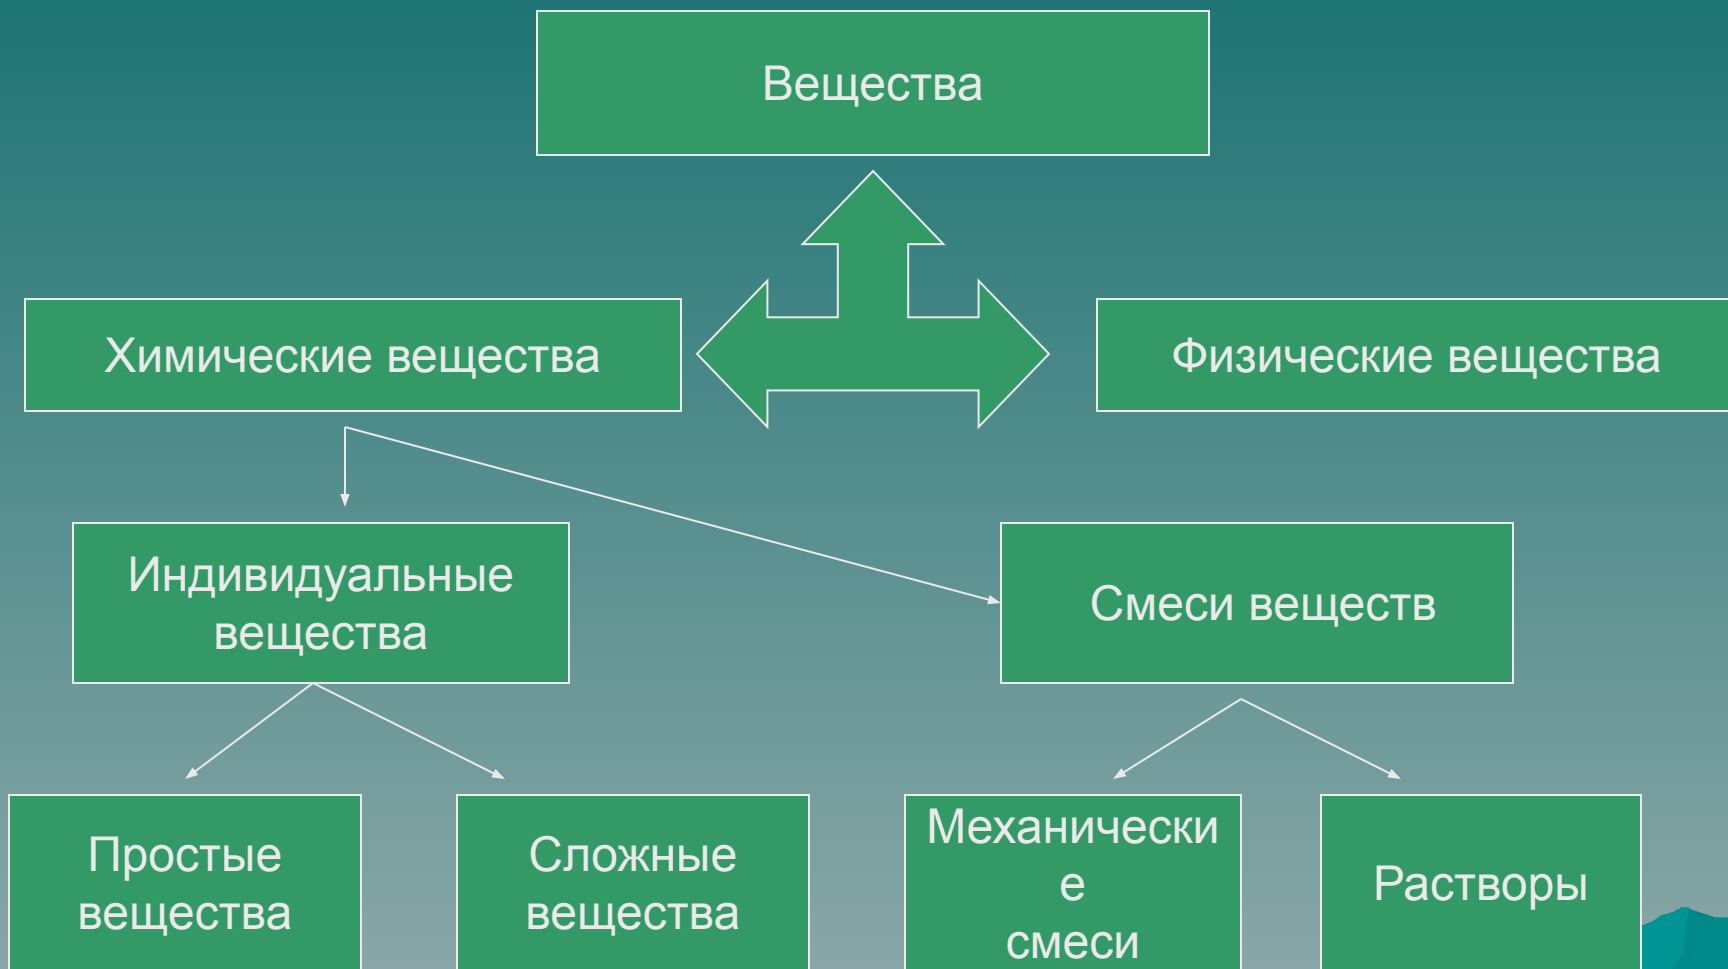 Вещества
Химические вещества
Физические вещества
Индивидуальные
вещества
Смеси веществ
Простые
вещества
Сложные
вещества
Механически
е
смеси
Растворы